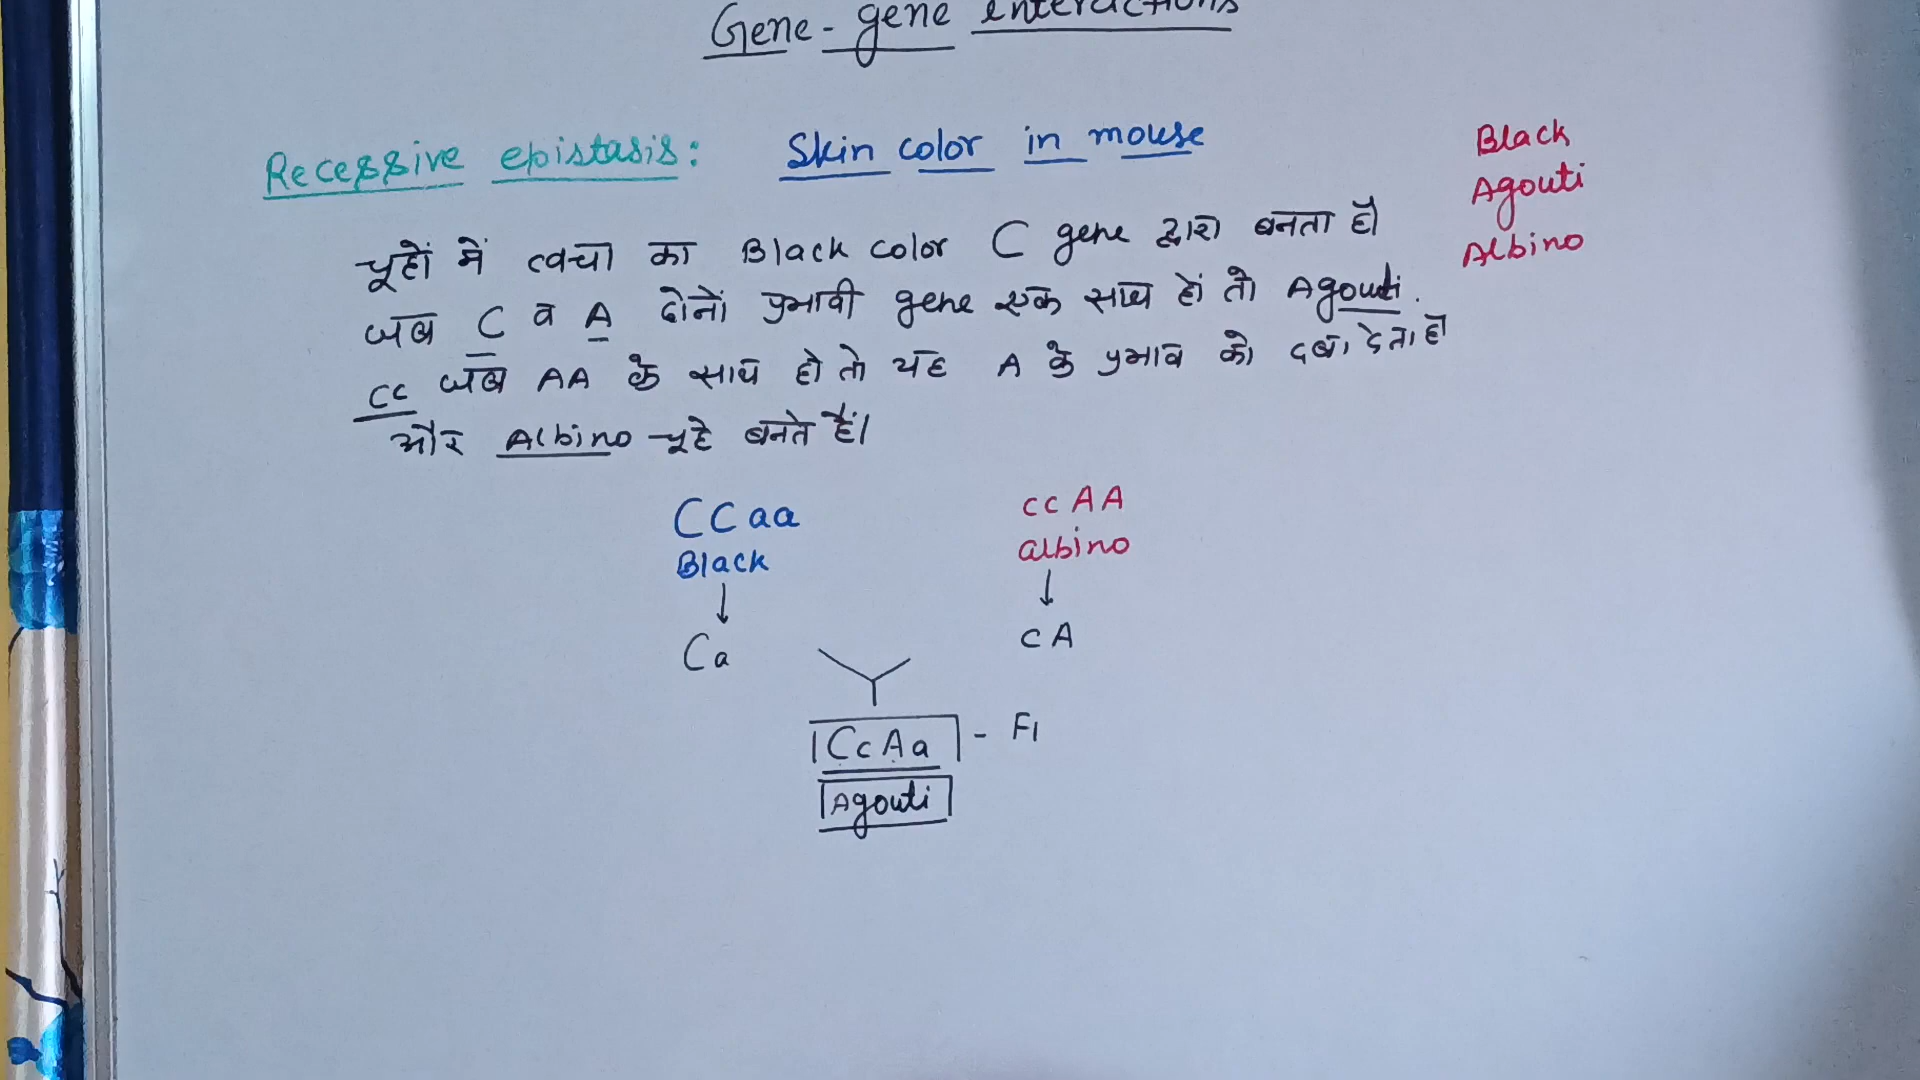 Gene-gene interactions
Recessive epistasis: Skin color in mouse
Black
Agouti
Albino
चूहों में त्वचा का Black color C gene द्वारा बनता है।
जब C व A दोनों प्रभावी gene एक साथ हों तो Agouti.
cc जब AA के साथ हो तो यह A के प्रभाव को दबा देता है
और Albino चूहे बनते हैं।
CCaa ccAA
Black albino
↓ ↓
Ca cA
CcAa - F1
Agouti